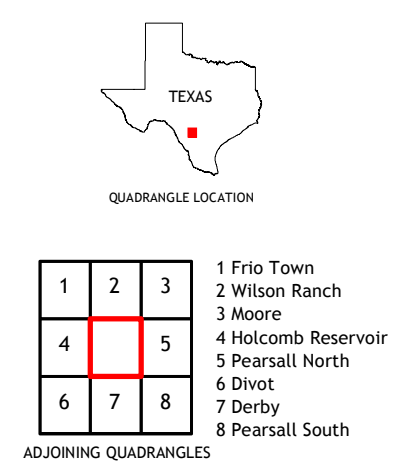 TEXAS
QUADRANGLE LOCATION
1 2 3
4 5
6 7 8
1 Frio Town
2 Wilson Ranch
3 Moore
4 Holcomb Reservoir
5 Pearsall North
6 Divot
7 Derby
8 Pearsall South
ADJOINING QUADRANGLES